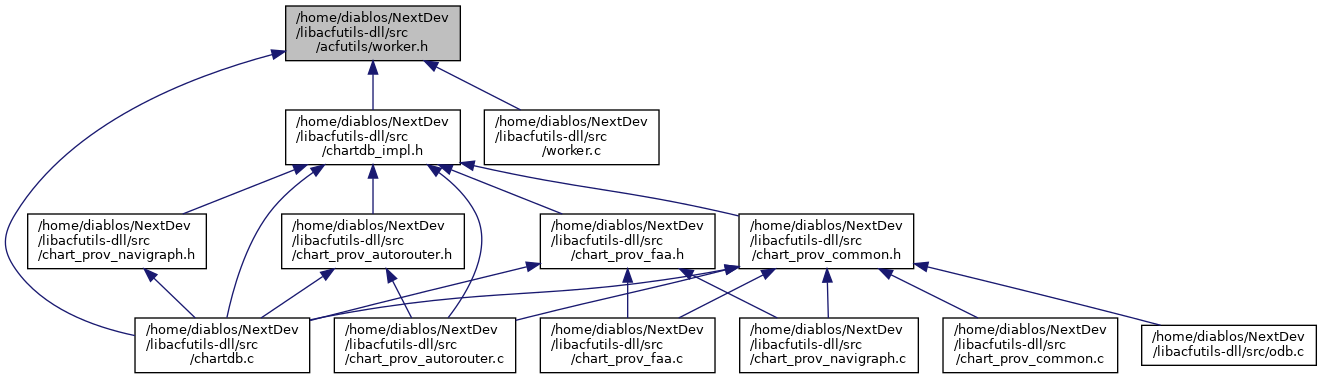 /home/diablos/NextDev
/libacfutils-dll/src
/acfutils/worker.h
/home/diablos/NextDev
/libacfutils-dll/src
/chartdb_impl.h
/home/diablos/NextDev
/libacfutils-dll/src
/worker.c
/home/diablos/NextDev
/libacfutils-dll/src
/chart_prov_navigraph.h
/home/diablos/NextDev
/libacfutils-dll/src
/chart_prov_autorouter.h
/home/diablos/NextDev
/libacfutils-dll/src
/chart_prov_faa.h
/home/diablos/NextDev
/libacfutils-dll/src
/chart_prov_common.h
/home/diablos/NextDev
/libacfutils-dll/src
/chartdb.c
/home/diablos/NextDev
/libacfutils-dll/src
/chart_prov_autorouter.c
/home/diablos/NextDev
/libacfutils-dll/src
/chart_prov_faa.c
/home/diablos/NextDev
/libacfutils-dll/src
/chart_prov_navigraph.c
/home/diablos/NextDev
/libacfutils-dll/src
/chart_prov_common.c
/home/diablos/NextDev
/libacfutils-dll/src/odb.c